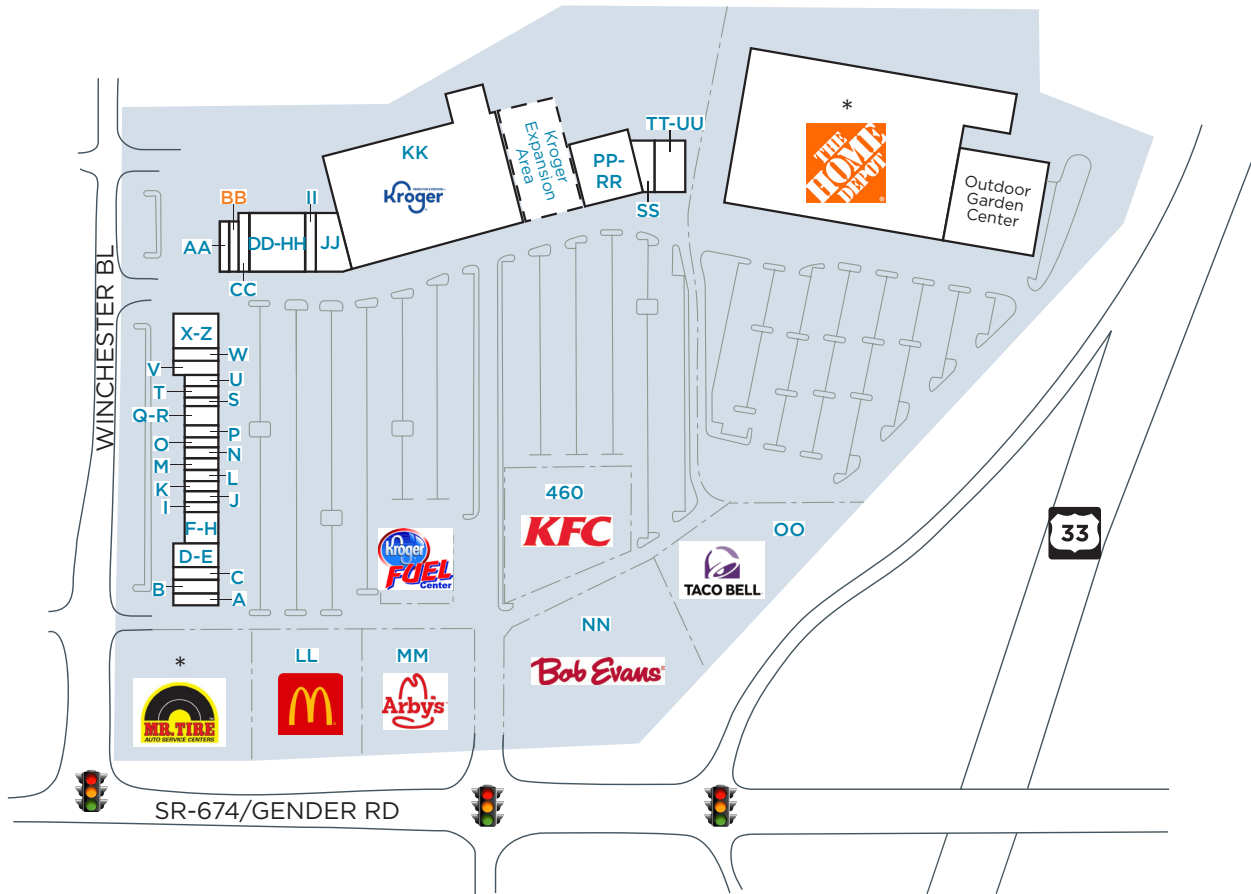 TT-UU
*
THE
HOME
DEPOT
KK
Kroger
Kroger
Expansion
Area
PP-
RR
SS
Outdoor
Garden
Center
BB
II
AA
DD-HH
JJ
CC
WINCHESTER BL
X-Z
W
V
U
T
S
Q-R
P
O
N
M
L
K
J
I
F-H
D-E
C
B
A
460
KFC
Kroger
FUEL
Center
OO
TACO BELL
33
NN
Bob Evans
*
MR. TIRE
AUTO SERVICE CENTERS
LL
MM
Arby's
SR-674/GENDER RD